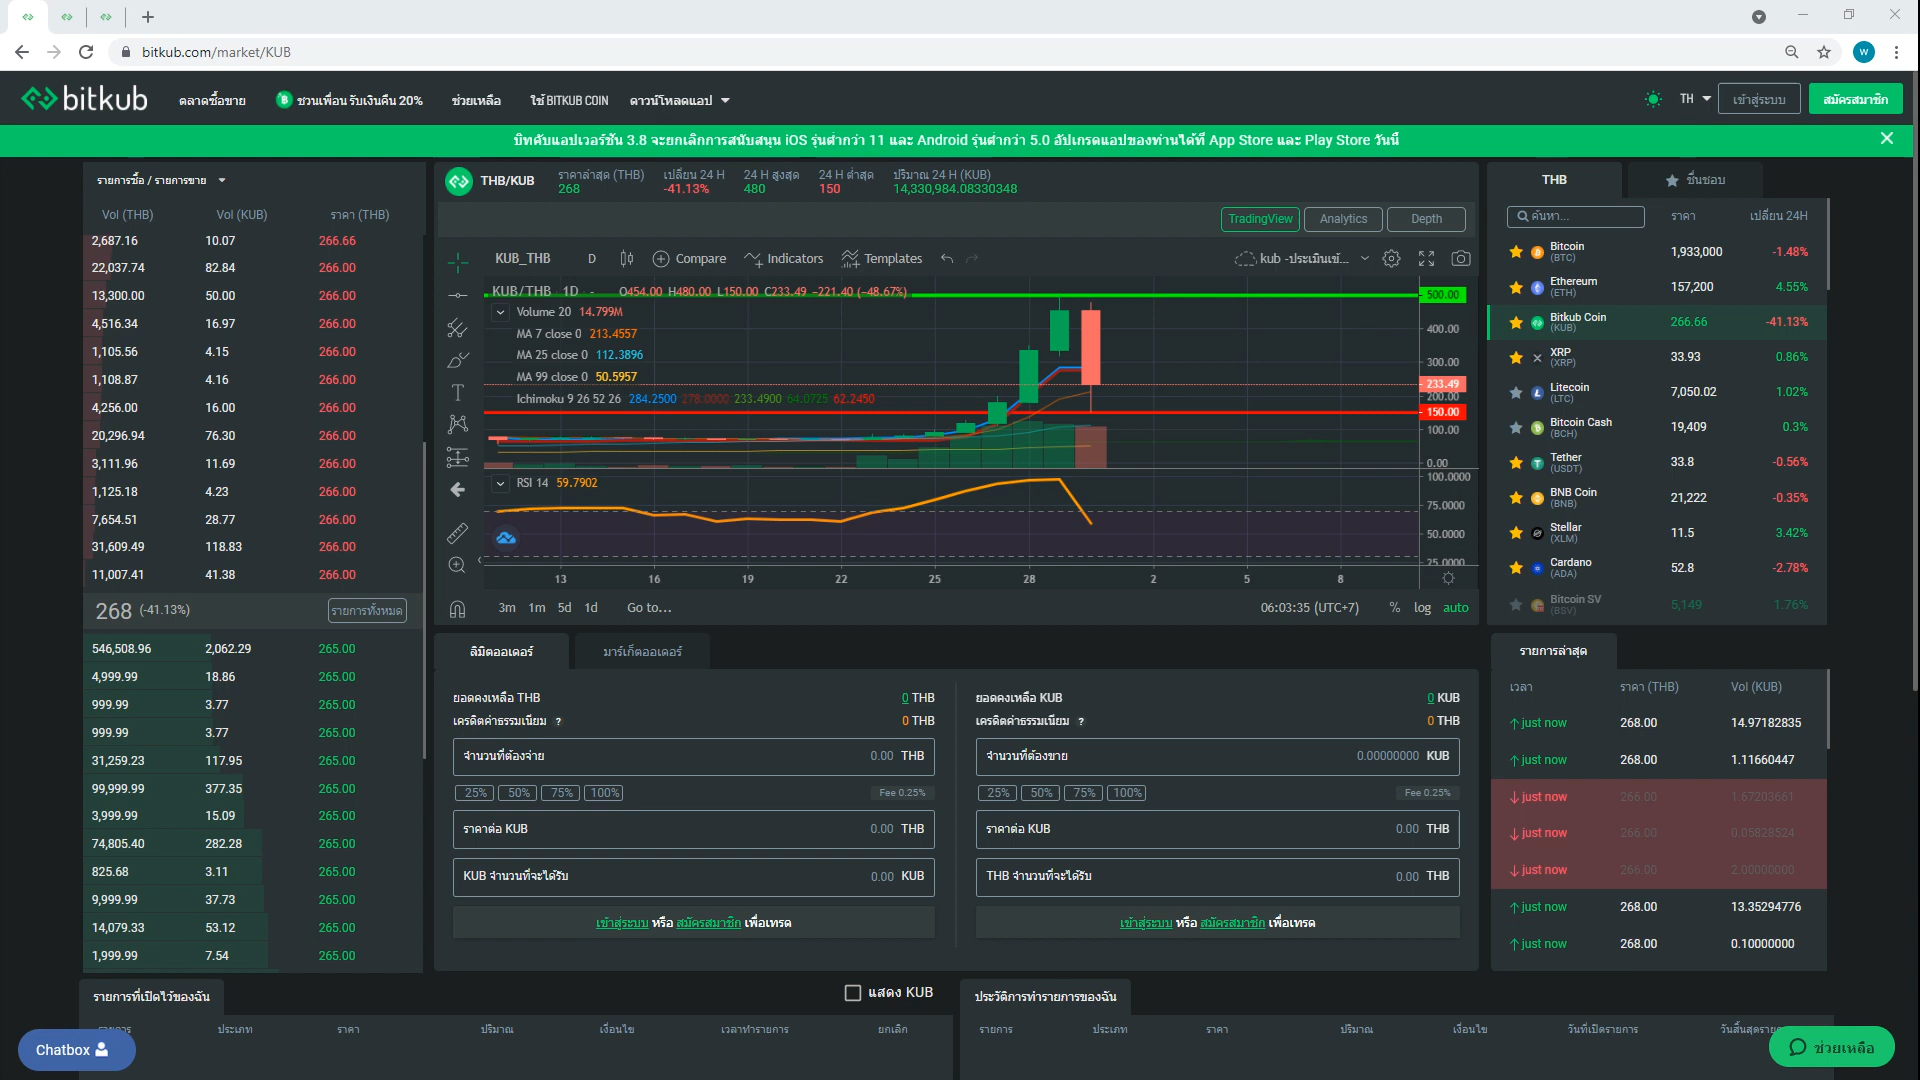 bitkub.com/market/KUB
W
bitkub
ตลาดซื้อขาย
ชวนเพื่อน รับเงินคืน 20%
ช่วยเหลือ
ใช้ BITKUB COIN
ดาวน์โหลดแอป
TH
เข้าสู่ระบบ
สมัครสมาชิก
บิทคับแอปเวอร์ชัน 3.8 จะยกเลิกการสนับสนุน iOS รุ่นต่ำกว่า 11 และ Android รุ่นต่ำกว่า 5.0 อัปเกรดแอปของท่านได้ที่ App Store และ Play Store วันนี้
รายการซื้อ / รายการขาย
Vol (THB) Vol (KUB) ราคา (THB)
2,687.16 10.07 266.66
22,037.74 82.84 266.00
13,300.00 50.00 266.00
4,516.34 16.97 266.00
1,105.56 4.15 266.00
1,108.87 4.16 266.00
4,256.00 16.00 266.00
20,296.94 76.30 266.00
3,111.96 11.69 266.00
1,125.18 4.23 266.00
7,654.51 28.77 266.00
31,609.49 118.83 266.00
11,007.41 41.38 266.00
268 (-41.13%) รายการทั้งหมด
546,508.96 2,062.29 265.00
4,999.99 18.86 265.00
999.99 3.77 265.00
999.99 3.77 265.00
31,259.23 117.95 265.00
99,999.99 377.35 265.00
3,999.99 15.09 265.00
74,805.40 282.28 265.00
825.68 3.11 265.00
9,999.99 37.73 265.00
14,079.33 53.12 265.00
1,999.99 7.54 265.00
THB/KUB
ราคาล่าสุด (THB) เปลี่ยน 24 H 24 H สูงสุด 24 H ต่ำสุด ปริมาณ 24 H (KUB)
268 -41.13% 480 150 14,330,984.08330348
TradingView Analytics Depth
KUB_THB D Compare Indicators Templates kub -ประเมินเข้...
KUB/THB · 1D · - O454.00 H480.00 L150.00 C233.49 −221.40 (−48.67%)
Volume 20 14.799M
MA 7 close 0 213.4557
MA 25 close 0 112.3896
MA 99 close 0 50.5957
Ichimoku 9 26 52 26 284.2500 278.0000 233.4900 64.0725 62.2450
500.00
400.00
300.00
233.49
200.00
150.00
100.00
0.00
RSI 14 59.7902
100.0000
75.0000
50.0000
25.0000
13 16 19 22 25 28 2 5 8
3m 1m 5d 1d Go to... 06:03:35 (UTC+7) % log auto
ลิมิตออเดอร์ มาร์เก็ตออเดอร์
ยอดคงเหลือ THB 0 THB
เครดิตค่าธรรมเนียม ? 0 THB
จำนวนที่ต้องจ่าย 0.00 THB
25% 50% 75% 100% Fee 0.25%
ราคาต่อ KUB 0.00 THB
KUB จำนวนที่จะได้รับ 0.00 KUB
เข้าสู่ระบบ หรือ สมัครสมาชิก เพื่อเทรด
ยอดคงเหลือ KUB 0 KUB
เครดิตค่าธรรมเนียม ? 0 THB
จำนวนที่ต้องขาย 0.00000000 KUB
25% 50% 75% 100% Fee 0.25%
ราคาต่อ KUB 0.00 THB
THB จำนวนที่จะได้รับ 0.00 THB
เข้าสู่ระบบ หรือ สมัครสมาชิก เพื่อเทรด
THB ชื่นชอบ
ค้นหา... ราคา เปลี่ยน 24H
Bitcoin (BTC) 1,933,000 -1.48%
Ethereum (ETH) 157,200 4.55%
Bitkub Coin (KUB) 266.66 -41.13%
XRP (XRP) 33.93 0.86%
Litecoin (LTC) 7,050.02 1.02%
Bitcoin Cash (BCH) 19,409 0.3%
Tether (USDT) 33.8 -0.56%
BNB Coin (BNB) 21,222 -0.35%
Stellar (XLM) 11.5 3.42%
Cardano (ADA) 52.8 -2.78%
Bitcoin SV (BSV) 5,149 1.76%
รายการล่าสุด
เวลา ราคา (THB) Vol (KUB)
↑ just now 268.00 14.97182835
↑ just now 268.00 1.11660447
↓ just now 266.00 1.67203661
↓ just now 266.00 0.05828524
↓ just now 266.00 2.00000000
↑ just now 268.00 13.35294776
↑ just now 268.00 0.10000000
รายการที่เปิดไว้ของฉัน แสดง KUB
รายการ ประเภท ราคา ปริมาณ เงื่อนไข เวลาทำรายการ ยกเลิก
ประวัติการทำรายการของฉัน
รายการ ประเภท ราคา ปริมาณ เงื่อนไข วันที่เปิดรายการ
Chatbox
ช่วยเหลือ